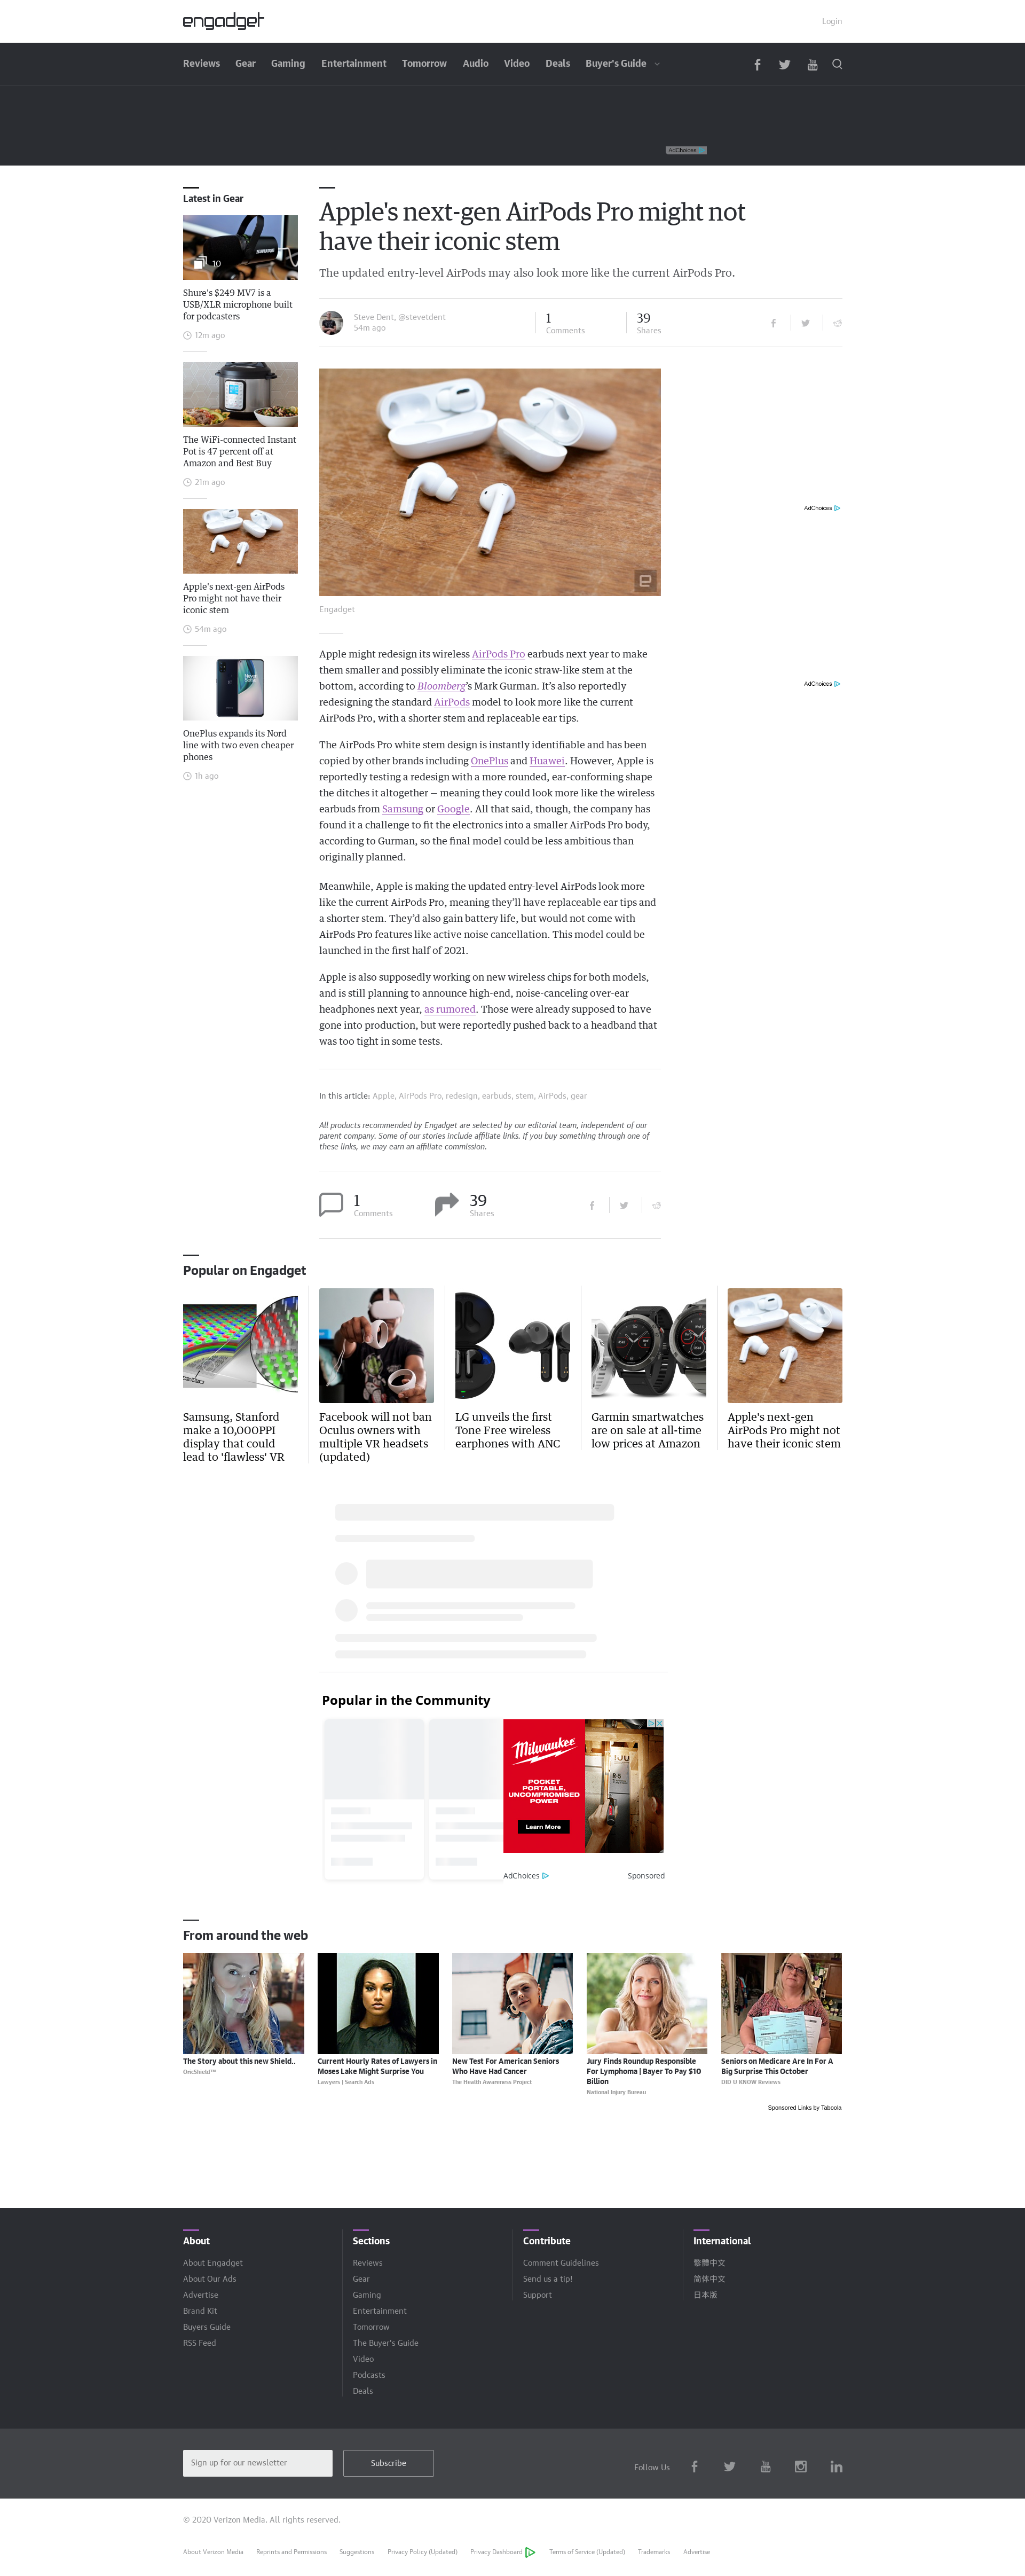 engadget
Login
Reviews Gear Gaming Entertainment Tomorrow Audio Video Deals Buyer's Guide
AdChoices
Latest in Gear
10
Shure's $249 MV7 is a
USB/XLR microphone built
for podcasters
12m ago
The WiFi-connected Instant
Pot is 47 percent off at
Amazon and Best Buy
21m ago
Apple's next-gen AirPods
Pro might not have their
iconic stem
54m ago
OnePlus expands its Nord
line with two even cheaper
phones
1h ago
Apple's next-gen AirPods Pro might not
have their iconic stem
The updated entry-level AirPods may also look more like the current AirPods Pro.
Steve Dent, @stevetdent
54m ago
1
Comments
39
Shares
AdChoices
AdChoices
Engadget
Apple might redesign its wireless AirPods Pro earbuds next year to make
them smaller and possibly eliminate the iconic straw-like stem at the
bottom, according to Bloomberg's Mark Gurman. It's also reportedly
redesigning the standard AirPods model to look more like the current
AirPods Pro, with a shorter stem and replaceable ear tips.
The AirPods Pro white stem design is instantly identifiable and has been
copied by other brands including OnePlus and Huawei. However, Apple is
reportedly testing a redesign with a more rounded, ear-conforming shape
the ditches it altogether — meaning they could look more like the wireless
earbuds from Samsung or Google. All that said, though, the company has
found it a challenge to fit the electronics into a smaller AirPods Pro body,
according to Gurman, so the final model could be less ambitious than
originally planned.
Meanwhile, Apple is making the updated entry-level AirPods look more
like the current AirPods Pro, meaning they'll have replaceable ear tips and
a shorter stem. They'd also gain battery life, but would not come with
AirPods Pro features like active noise cancellation. This model could be
launched in the first half of 2021.
Apple is also supposedly working on new wireless chips for both models,
and is still planning to announce high-end, noise-canceling over-ear
headphones next year, as rumored. Those were already supposed to have
gone into production, but were reportedly pushed back to a headband that
was too tight in some tests.
In this article: Apple, AirPods Pro, redesign, earbuds, stem, AirPods, gear
All products recommended by Engadget are selected by our editorial team, independent of our
parent company. Some of our stories include affiliate links. If you buy something through one of
these links, we may earn an affiliate commission.
1
Comments
39
Shares
Popular on Engadget
Samsung, Stanford
make a 10,000PPI
display that could
lead to 'flawless' VR
Facebook will not ban
Oculus owners with
multiple VR headsets
(updated)
LG unveils the first
Tone Free wireless
earphones with ANC
Garmin smartwatches
are on sale at all-time
low prices at Amazon
Apple's next-gen
AirPods Pro might not
have their iconic stem
Popular in the Community
Milwaukee
POCKET
PORTABLE,
UNCOMPROMISED
POWER
Learn More
AdChoices
Sponsored
From around the web
The Story about this new Shield..
OncShield™
Current Hourly Rates of Lawyers in
Moses Lake Might Surprise You
Lawyers | Search Ads
New Test For American Seniors
Who Have Had Cancer
The Health Awareness Project
Jury Finds Roundup Responsible
For Lymphoma | Bayer To Pay $10
Billion
National Injury Bureau
Seniors on Medicare Are In For A
Big Surprise This October
DID U KNOW Reviews
Sponsored Links by Taboola
About
About Engadget
About Our Ads
Advertise
Brand Kit
Buyers Guide
RSS Feed
Sections
Reviews
Gear
Gaming
Entertainment
Tomorrow
The Buyer's Guide
Video
Podcasts
Deals
Contribute
Comment Guidelines
Send us a tip!
Support
International
繁體中文
简体中文
日本版
Sign up for our newsletter
Subscribe
Follow Us
© 2020 Verizon Media. All rights reserved.
About Verizon Media Reprints and Permissions Suggestions Privacy Policy (Updated) Privacy Dashboard Terms of Service (Updated) Trademarks Advertise